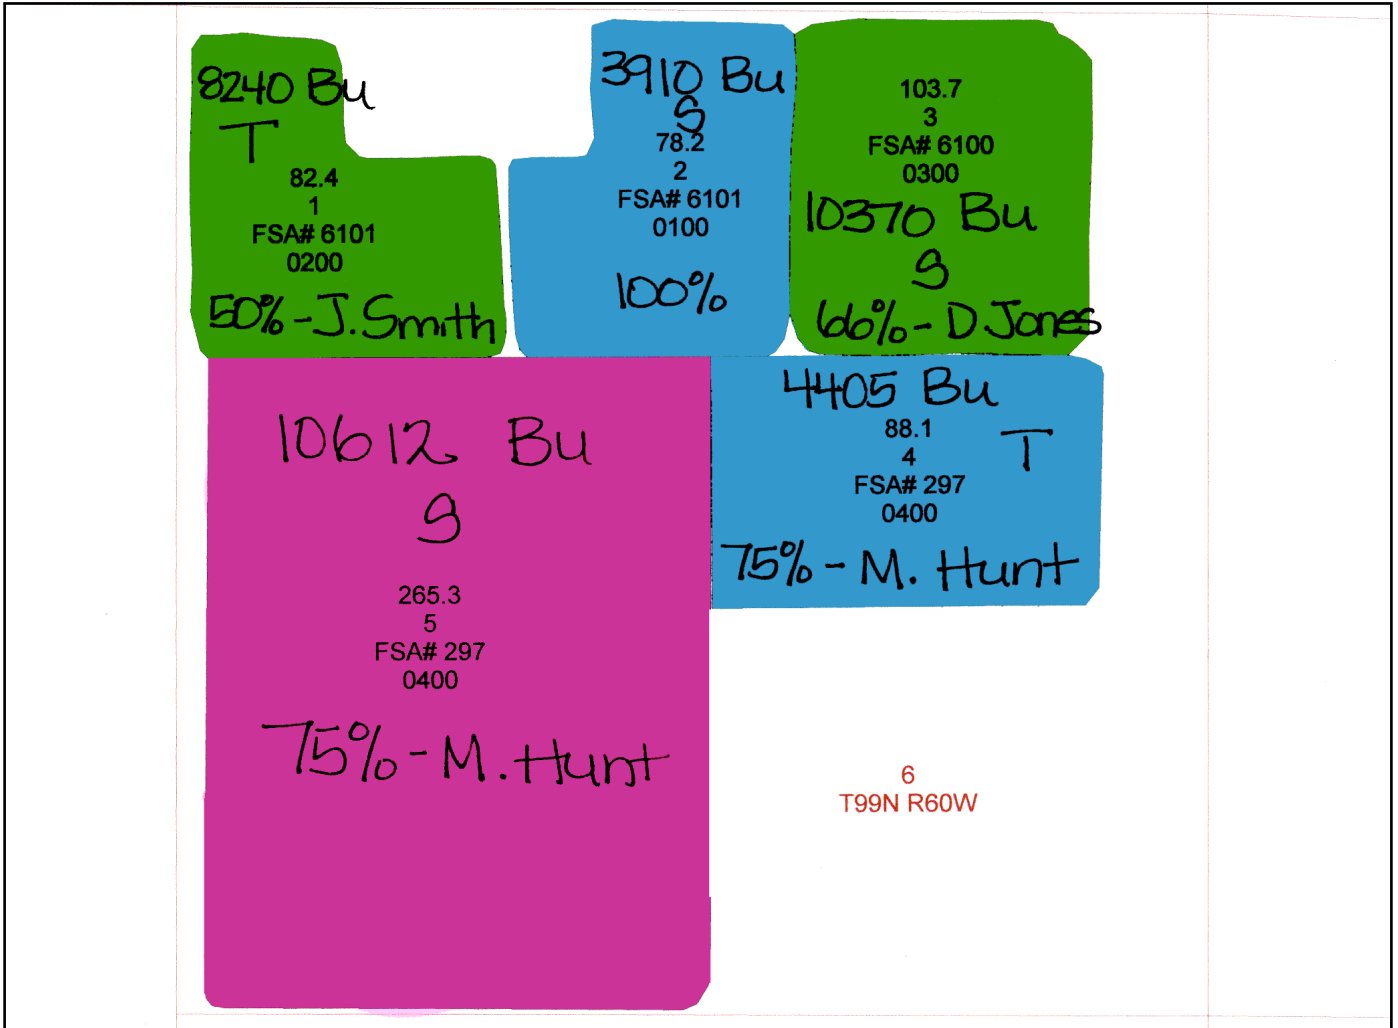 8240 Bu
T
82.4
1
FSA# 6101
0200
50% - J. Smith
3910 Bu
S
78.2
2
FSA# 6101
0100
100%
103.7
3
FSA# 6100
0300
10370 Bu
S
66% - D Jones
10612 Bu
S
265.3
5
FSA# 297
0400
75% - M. Hunt
4405 Bu
88.1
4
T
FSA# 297
0400
75% - M. Hunt
6
T99N R60W